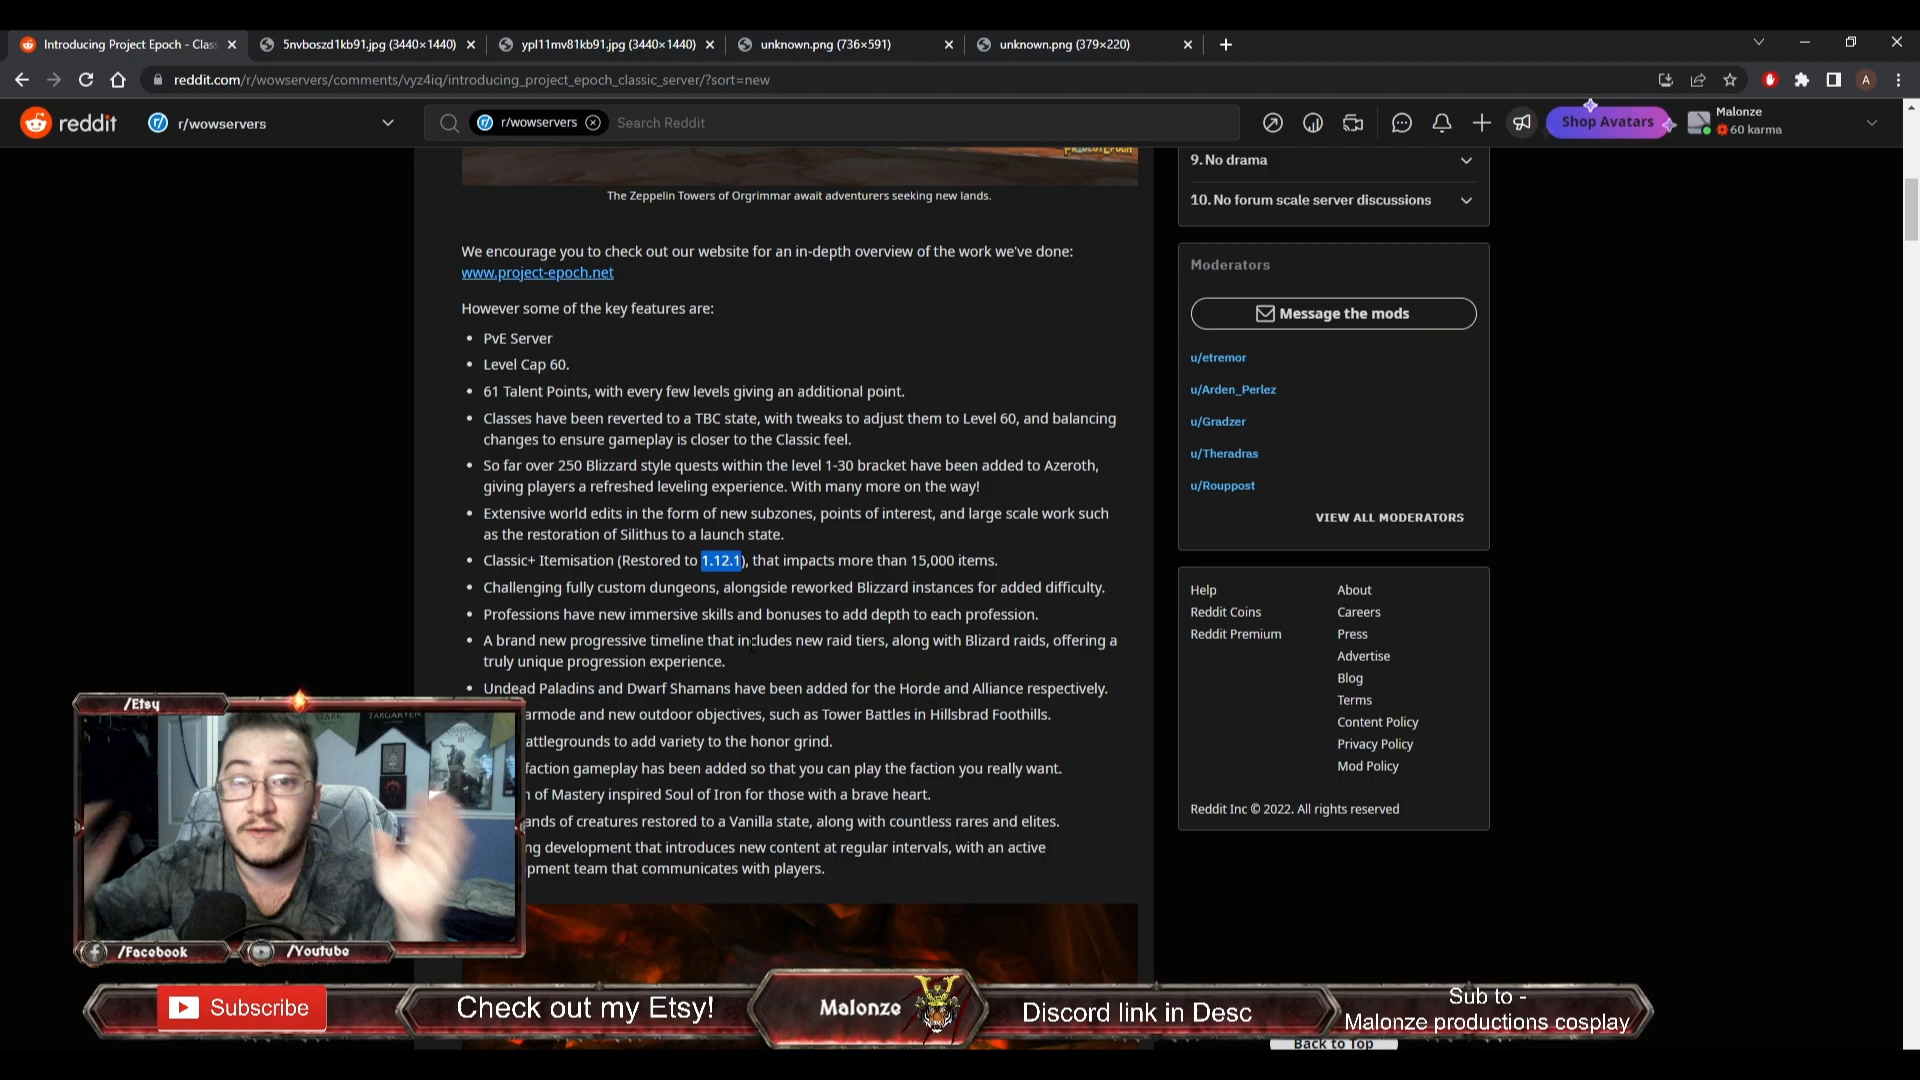 Introducing Project Epoch - Clas
5nvboszd1kb91.jpg (3440×1440)
ypl11mv81kb91.jpg (3440×1440)
unknown.png (736×591)
unknown.png (379×220)
reddit.com/r/wowservers/comments/vyz4iq/introducing_project_epoch_classic_server/?sort=new
A
reddit
r/wowservers
r/wowservers
Search Reddit
Shop Avatars
Malonze
60 karma
PROJECT EPOCH
The Zeppelin Towers of Orgrimmar await adventurers seeking new lands.
We encourage you to check out our website for an in-depth overview of the work we've done:
www.project-epoch.net
However some of the key features are:
• PvE Server
• Level Cap 60.
• 61 Talent Points, with every few levels giving an additional point.
• Classes have been reverted to a TBC state, with tweaks to adjust them to Level 60, and balancing
changes to ensure gameplay is closer to the Classic feel.
• So far over 250 Blizzard style quests within the level 1-30 bracket have been added to Azeroth,
giving players a refreshed leveling experience. With many more on the way!
• Extensive world edits in the form of new subzones, points of interest, and large scale work such
as the restoration of Silithus to a launch state.
• Classic+ Itemisation (Restored to 1.12.1), that impacts more than 15,000 items.
• Challenging fully custom dungeons, alongside reworked Blizzard instances for added difficulty.
• Professions have new immersive skills and bonuses to add depth to each profession.
• A brand new progressive timeline that includes new raid tiers, along with Blizard raids, offering a
truly unique progression experience.
• Undead Paladins and Dwarf Shamans have been added for the Horde and Alliance respectively.
armode and new outdoor objectives, such as Tower Battles in Hillsbrad Foothills.
attlegrounds to add variety to the honor grind.
faction gameplay has been added so that you can play the faction you really want.
n of Mastery inspired Soul of Iron for those with a brave heart.
ands of creatures restored to a Vanilla state, along with countless rares and elites.
ng development that introduces new content at regular intervals, with an active
pment team that communicates with players.
9. No drama
10. No forum scale server discussions
Moderators
Message the mods
u/etremor
u/Arden_Perlez
u/Gradzer
u/Theradras
u/Rouppost
VIEW ALL MODERATORS
Help
About
Reddit Coins
Careers
Reddit Premium
Press
Advertise
Blog
Terms
Content Policy
Privacy Policy
Mod Policy
Reddit Inc © 2022. All rights reserved
Back to Top
/Etsy
STARK
TARGARYEN
/Facebook
/Youtube
Subscribe
Check out my Etsy!
Malonze
Discord link in Desc
Sub to -
Malonze productions cosplay